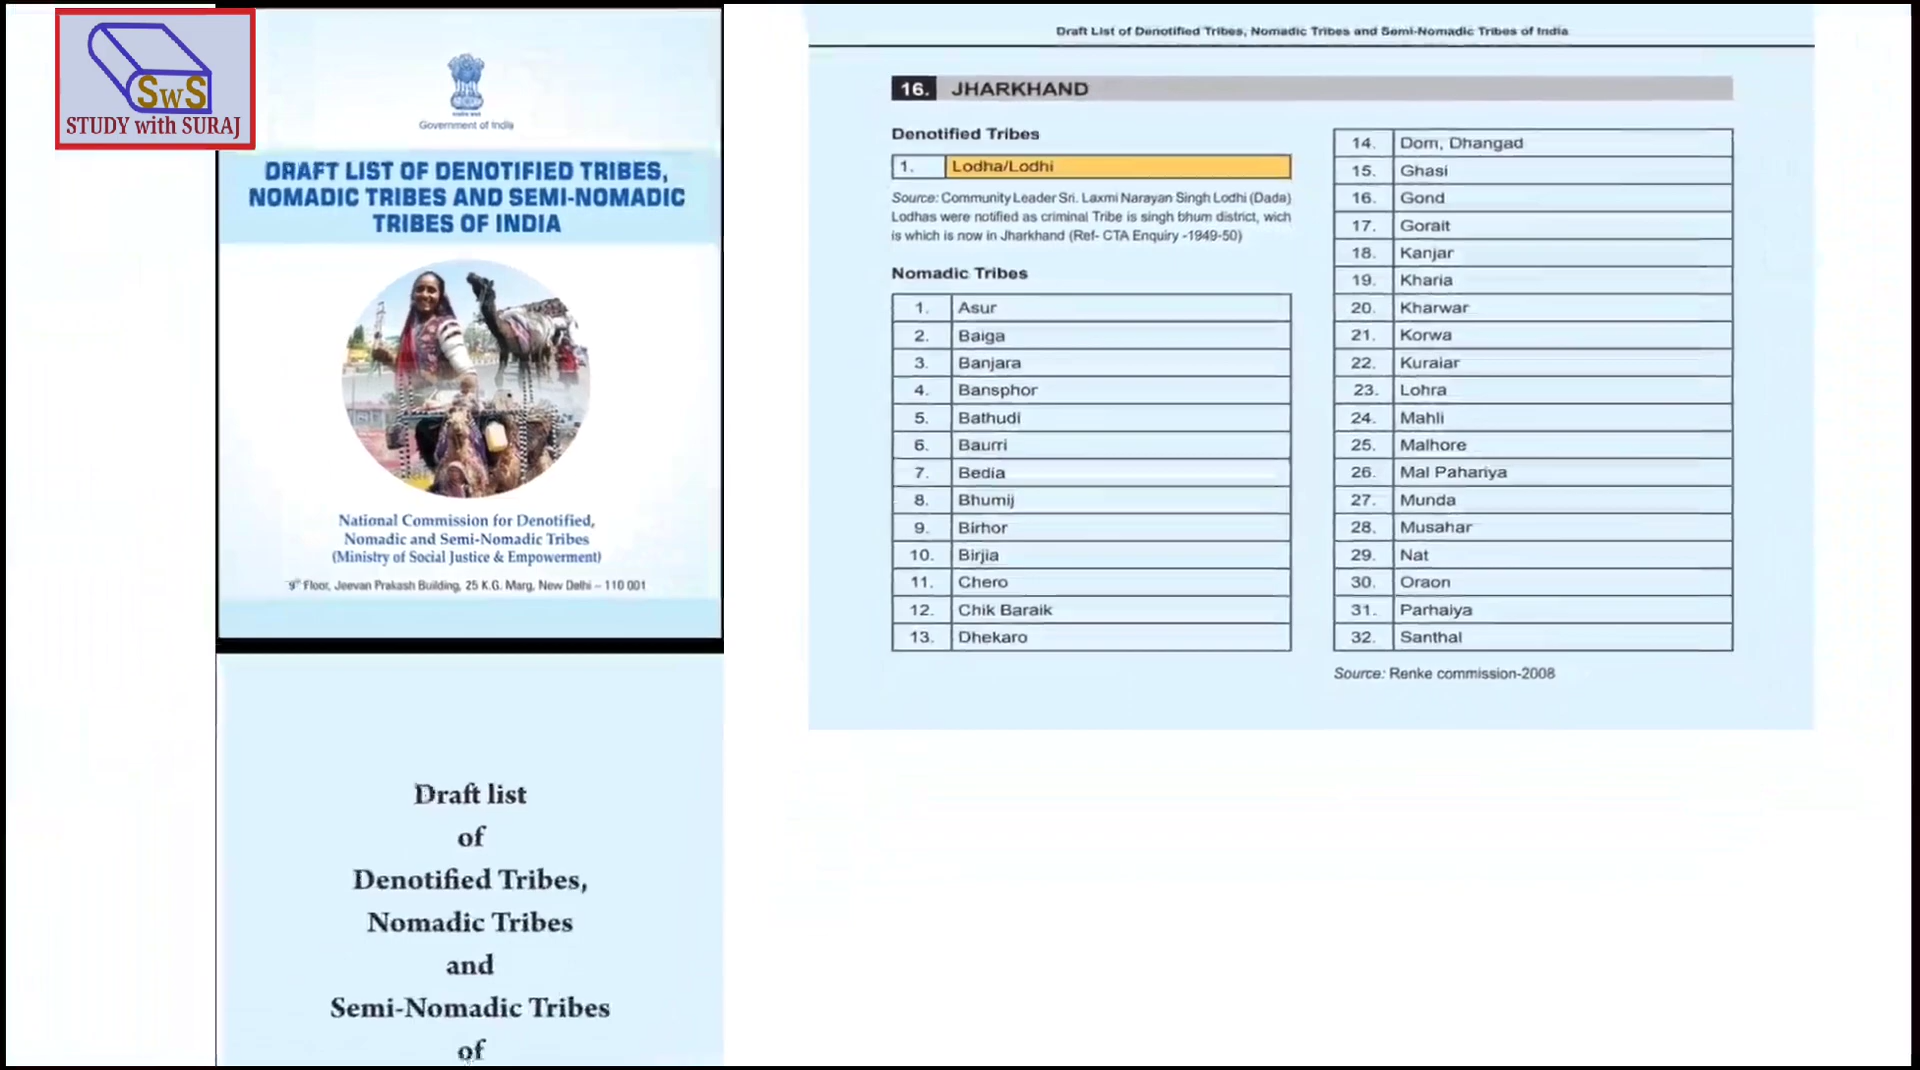 SwS
STUDY with SURAJ
Government of India
DRAFT LIST OF DENOTIFIED TRIBES,
NOMADIC TRIBES AND SEMI-NOMADIC
TRIBES OF INDIA
National Commission for Denotified,
Nomadic and Semi-Nomadic Tribes
(Ministry of Social Justice & Empowerment)
9th Floor, Jeevan Prakash Building, 25 K.G. Marg, New Delhi – 110 001
Draft list
of
Denotified Tribes,
Nomadic Tribes
and
Semi-Nomadic Tribes
of
Draft List of Denotified Tribes, Nomadic Tribes and Semi-Nomadic Tribes of India
16. JHARKHAND
Denotified Tribes
1. Lodha/Lodhi
Source: Community Leader Sri. Laxmi Narayan Singh Lodhi (Dada)
Lodhas were notified as criminal Tribe is singh bhum district, wich
is which is now in Jharkhand (Ref- CTA Enquiry -1949-50)
Nomadic Tribes
1. Asur
2. Baiga
3. Banjara
4. Bansphor
5. Bathudi
6. Baurri
7. Bedia
8. Bhumij
9. Birhor
10. Birjia
11. Chero
12. Chik Baraik
13. Dhekaro
14. Dom, Dhangad
15. Ghasi
16. Gond
17. Gorait
18. Kanjar
19. Kharia
20. Kharwar
21. Korwa
22. Kuraiar
23. Lohra
24. Mahli
25. Malhore
26. Mal Pahariya
27. Munda
28. Musahar
29. Nat
30. Oraon
31. Parhaiya
32. Santhal
Source: Renke commission-2008